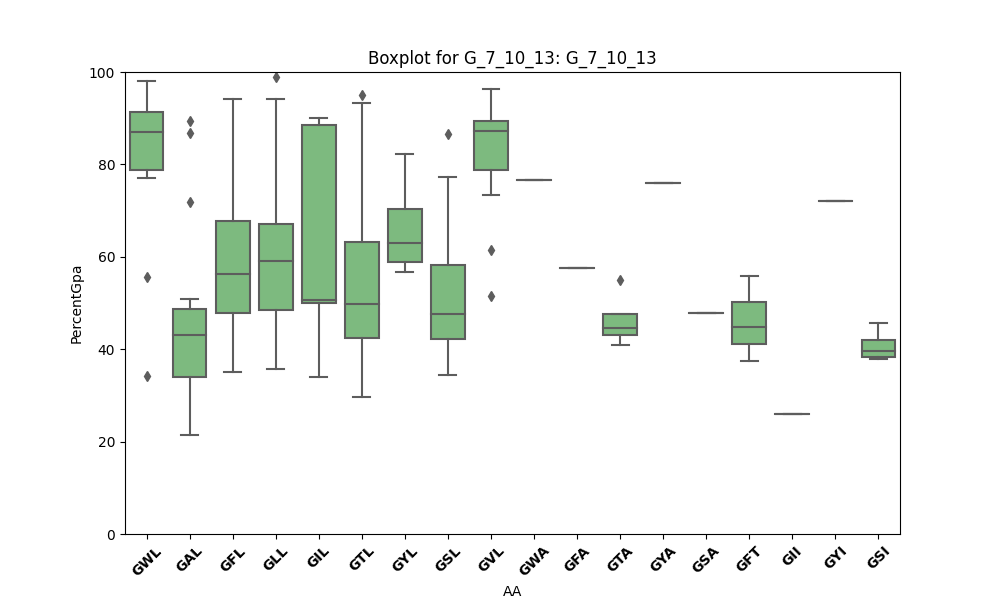 Boxplot for G_7_10_13: G_7_10_13
100
80
60
40
20
0
PercentGpa
GWL GAL GFL GLL GIL GTL GYL GSL GVL GWA GFA GTA GYA GSA GFT GII GYI GSI
AA